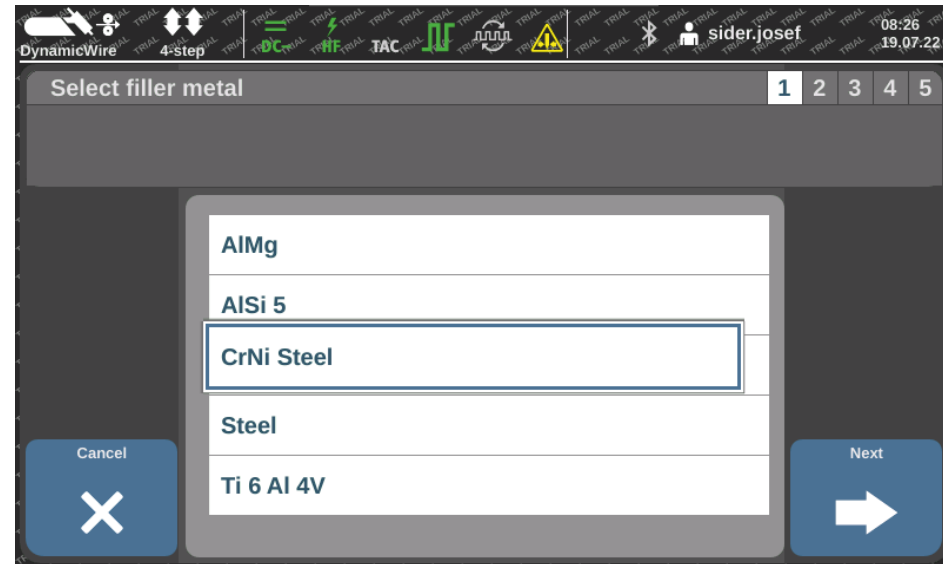 DynamicWire
4-step
DC-
HF
TAC
sider.josef
08:26
19.07.22
TRIAL
Select filler metal
1 2 3 4 5
AlMg
AlSi 5
CrNi Steel
Steel
Ti 6 Al 4V
Cancel
Next